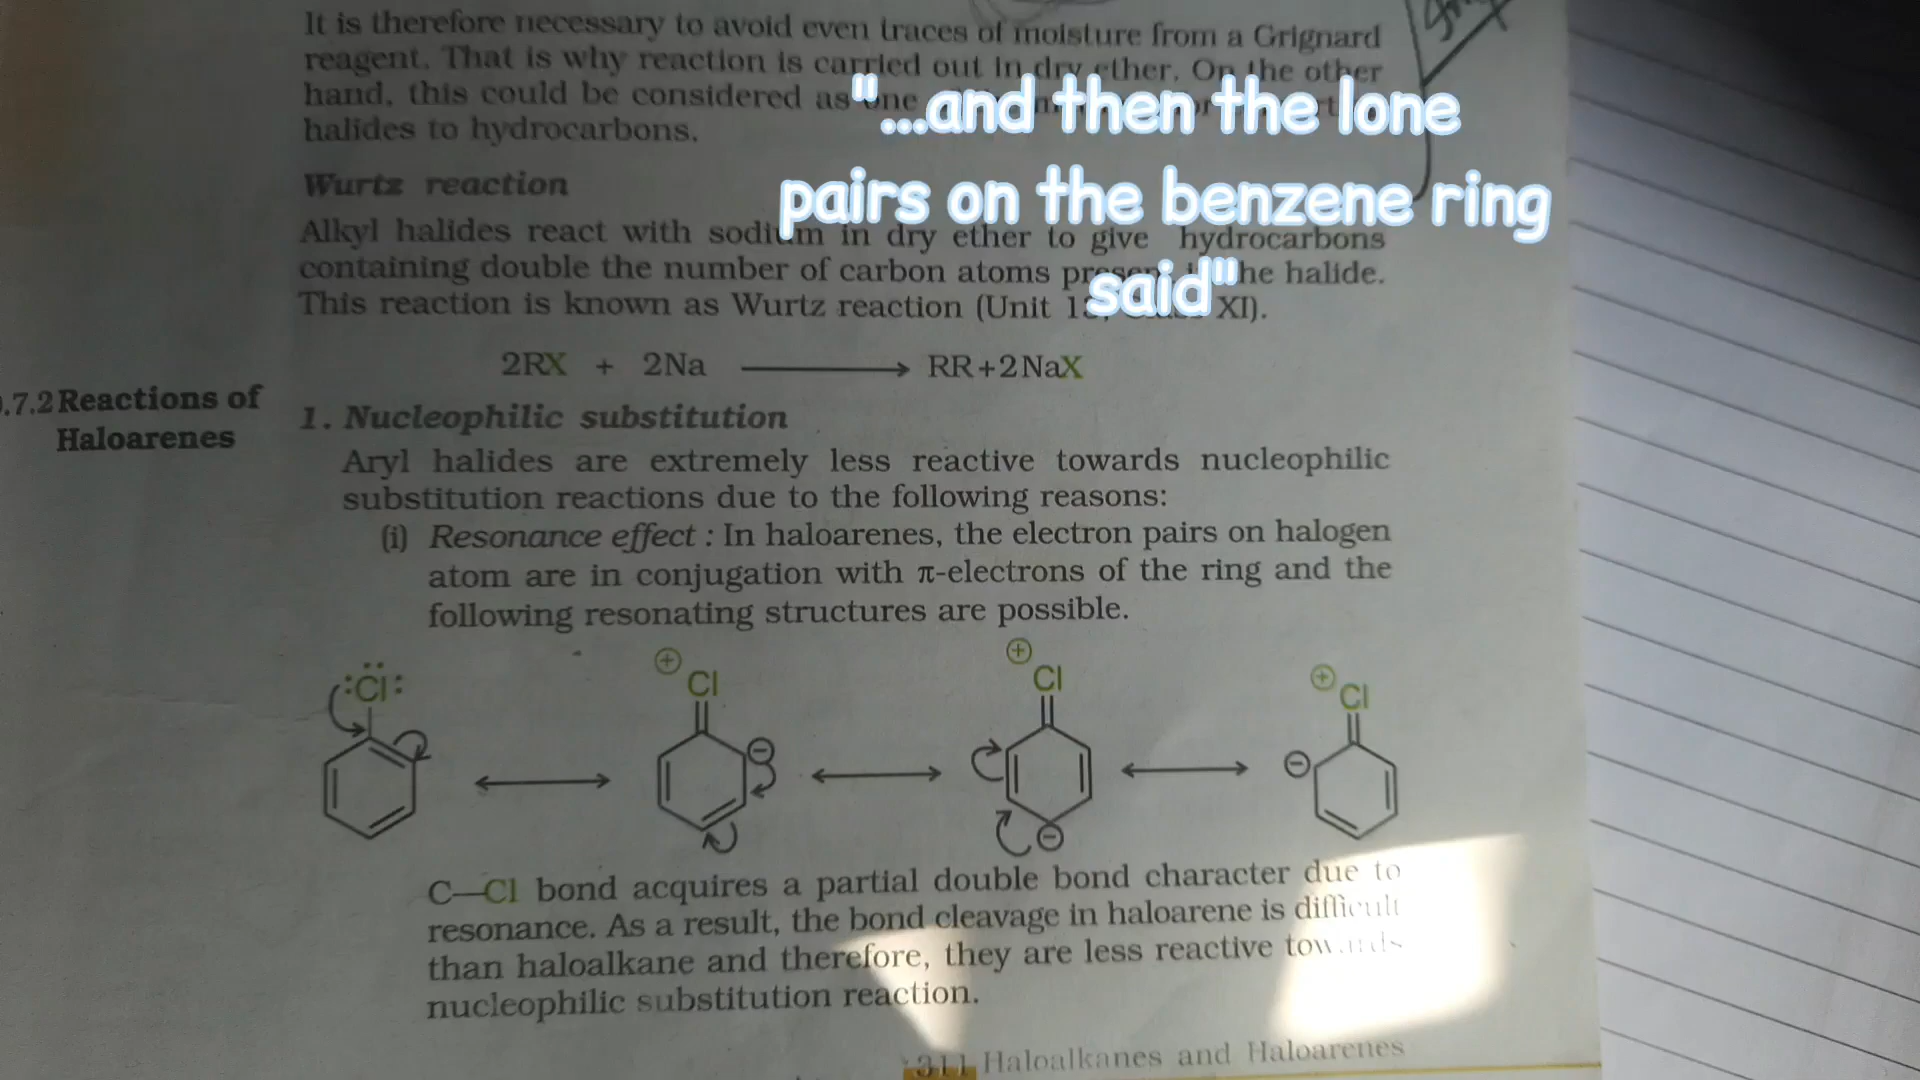 It is therefore necessary to avoid even traces of moisture from a Grignard
reagent. That is why reaction is carried out in dry ether. On the other
hand, this could be considered as one
halides to hydrocarbons.
"...and then the lone
pairs on the benzene ring
said"
Wurtz reaction
Alkyl halides react with sodium in dry ether to give hydrocarbons
containing double the number of carbon atoms present in the halide.
This reaction is known as Wurtz reaction (Unit 13, Class XI).
2RX + 2Na ⟶ RR+2NaX
.7.2 Reactions of
Haloarenes
1. Nucleophilic substitution
Aryl halides are extremely less reactive towards nucleophilic
substitution reactions due to the following reasons:
(i) Resonance effect : In haloarenes, the electron pairs on halogen
atom are in conjugation with π-electrons of the ring and the
following resonating structures are possible.
:Cl: ⊕ Cl ⊕ Cl ⊕ Cl
⊖ ⊖ ⊖
C—Cl bond acquires a partial double bond character due to
resonance. As a result, the bond cleavage in haloarene is difficult
than haloalkane and therefore, they are less reactive towards
nucleophilic substitution reaction.
311 Haloalkanes and Haloarenes